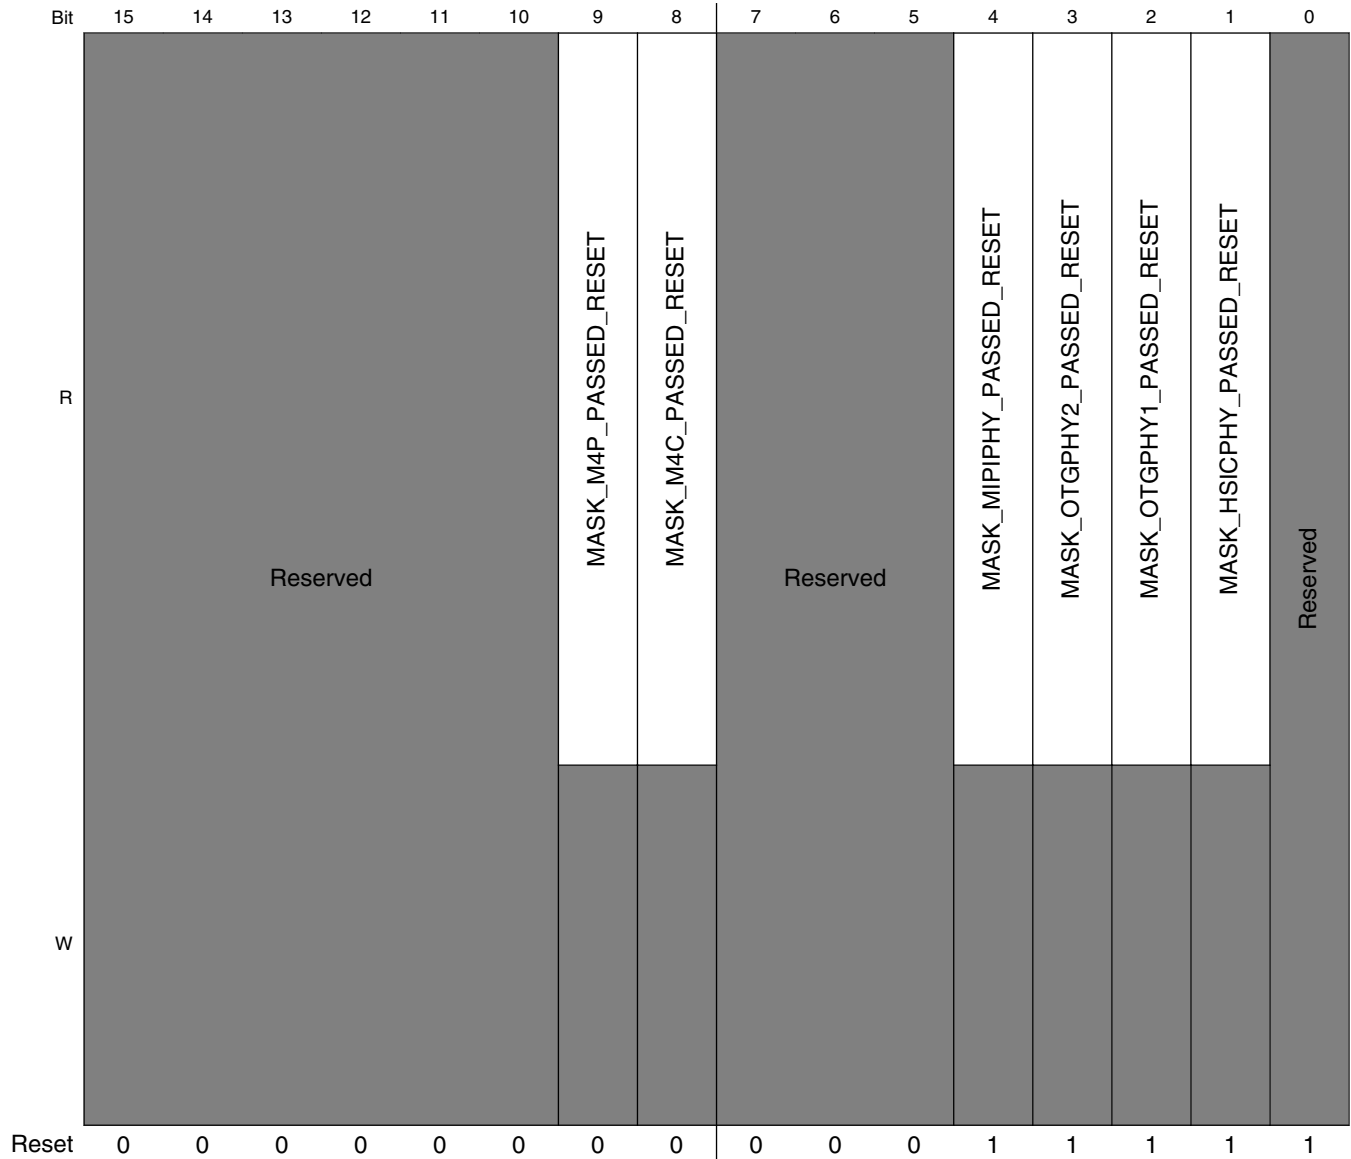 Bit 15 14 13 12 11 10 9 8 7 6 5 4 3 2 1 0
R
Reserved
MASK_M4P_PASSED_RESET
MASK_M4C_PASSED_RESET
Reserved
MASK_MIPIPHY_PASSED_RESET
MASK_OTGPHY2_PASSED_RESET
MASK_OTGPHY1_PASSED_RESET
MASK_HSICPHY_PASSED_RESET
Reserved
W
Reset 0 0 0 0 0 0 0 0 0 0 0 1 1 1 1 1